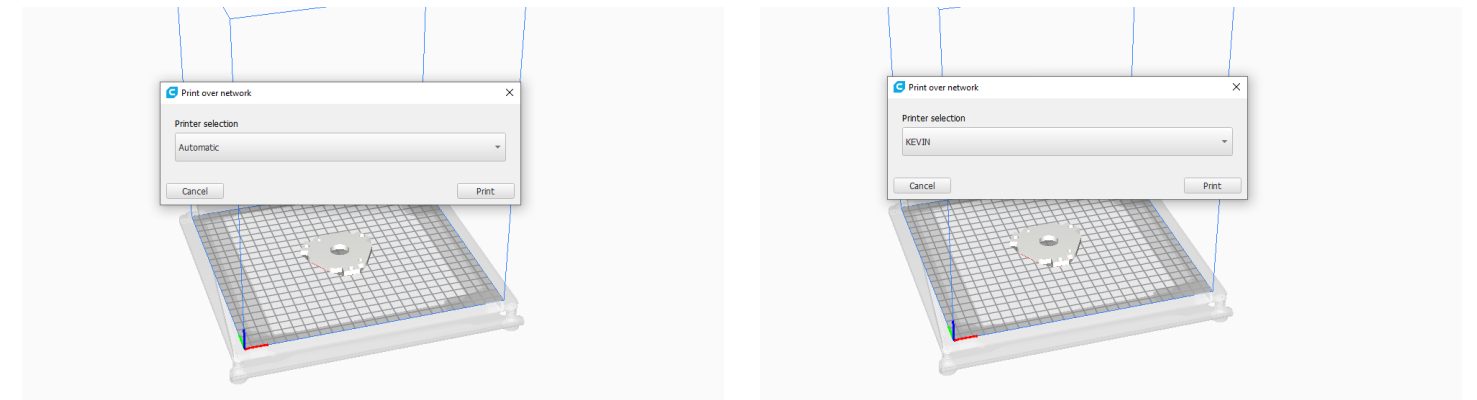 Print over network
Printer selection
Automatic
Cancel
Print
Print over network
Printer selection
KEVIN
Cancel
Print